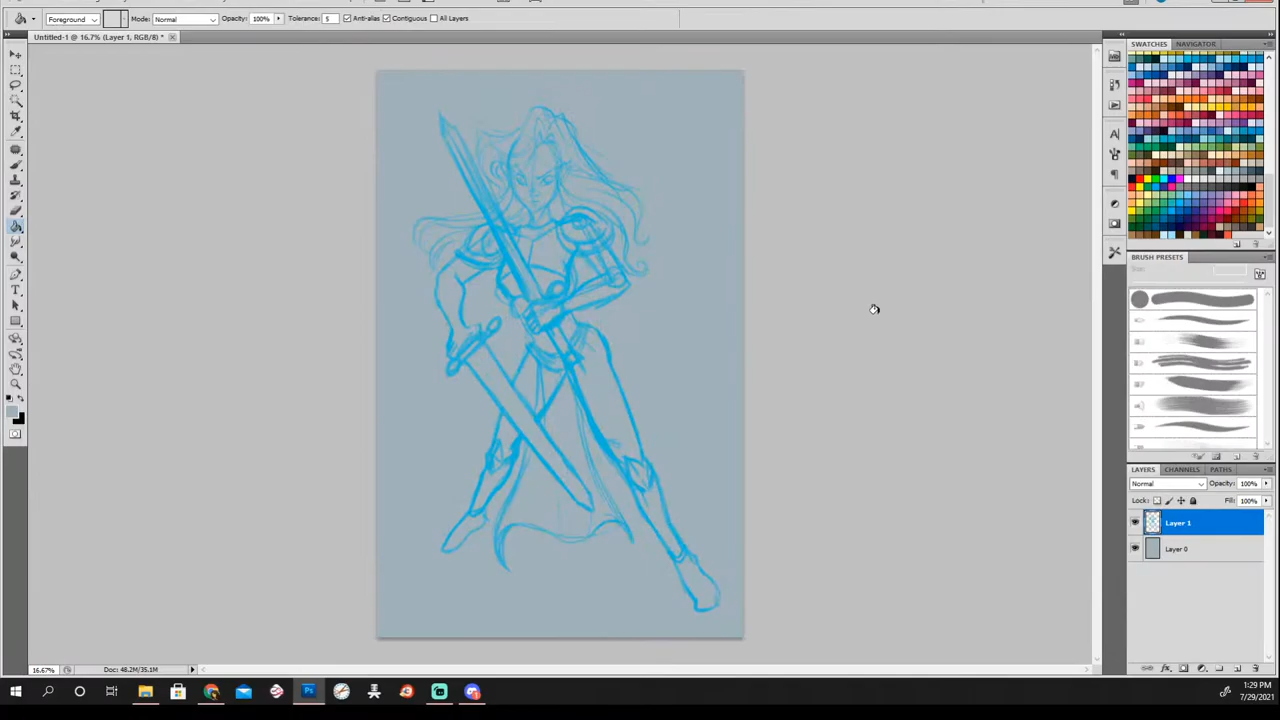 Foreground Mode: Normal Opacity: 100% Tolerance: 5 Anti-alias Contiguous All Layers
Untitled-1 @ 16.7% (Layer 1, RGB/8) *
SWATCHES NAVIGATOR
BRUSH PRESETS
Size:
LAYERS CHANNELS PATHS
Normal Opacity: 100%
Lock: Fill: 100%
Layer 1
Layer 0
16.67% Doc: 48.2M/35.1M
1:29 PM
7/29/2021